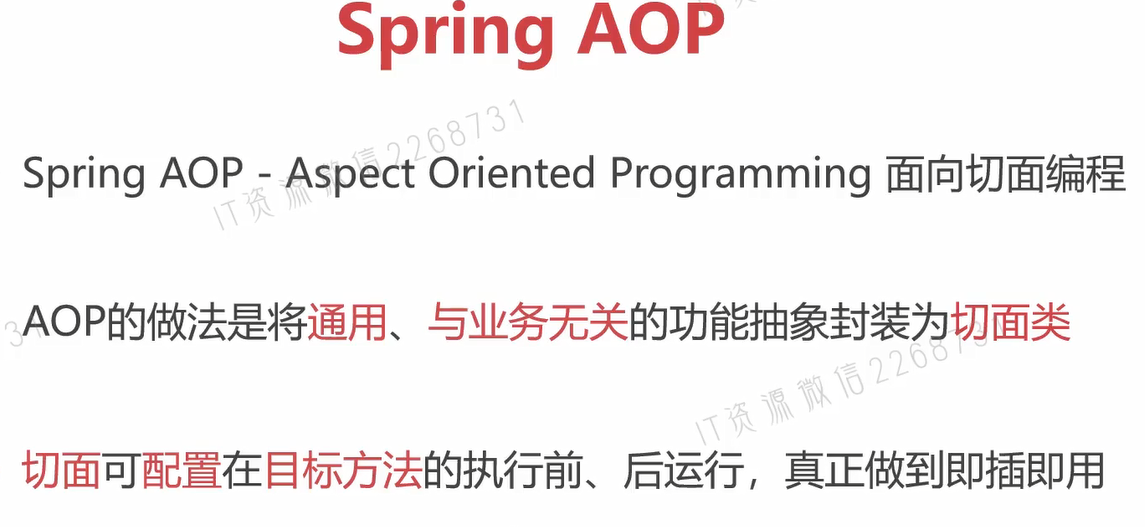 Spring AOP
IT资源微信2268731
Spring AOP - Aspect Oriented Programming 面向切面编程
AOP的做法是将通用、与业务无关的功能抽象封装为切面类
IT资源微信2268731
切面可配置在目标方法的执行前、后运行，真正做到即插即用